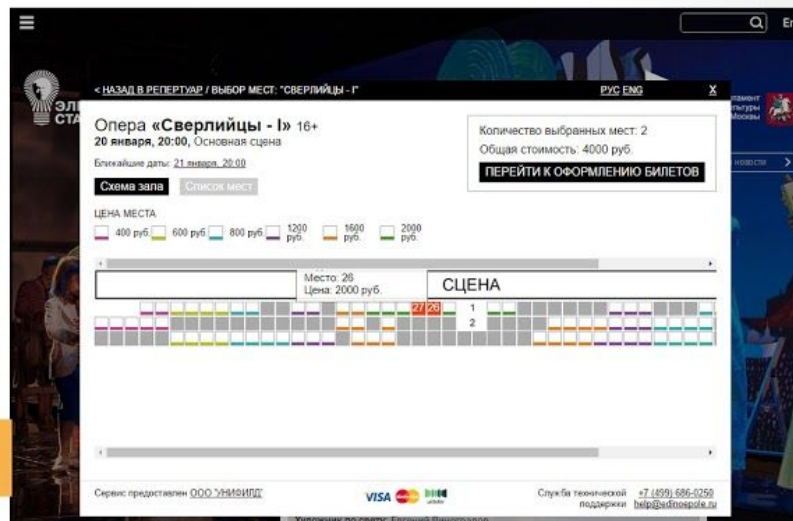 En
< НАЗАД В РЕПЕРТУАР / ВЫБОР МЕСТ: "СВЕРЛИЙЦЫ - I"
РУС ENG
X
Опера «Сверлийцы - I» 16+
20 января, 20:00, Основная сцена
Ближайшие даты: 21 января, 20:00
Схема зала
Список мест
Количество выбранных мест: 2
Общая стоимость: 4000 руб.
ПЕРЕЙТИ К ОФОРМЛЕНИЮ БИЛЕТОВ
ЦЕНА МЕСТА
400 руб. 600 руб. 800 руб. 1200 руб. 1600 руб. 2000 руб.
Место: 26
Цена: 2000 руб.
СЦЕНА
27 26 1
2
Сервис предоставлен ООО "УНИФИЛД"
VISA
Служба технической поддержки
+7 (499) 686-0250
help@edinoepole.ru